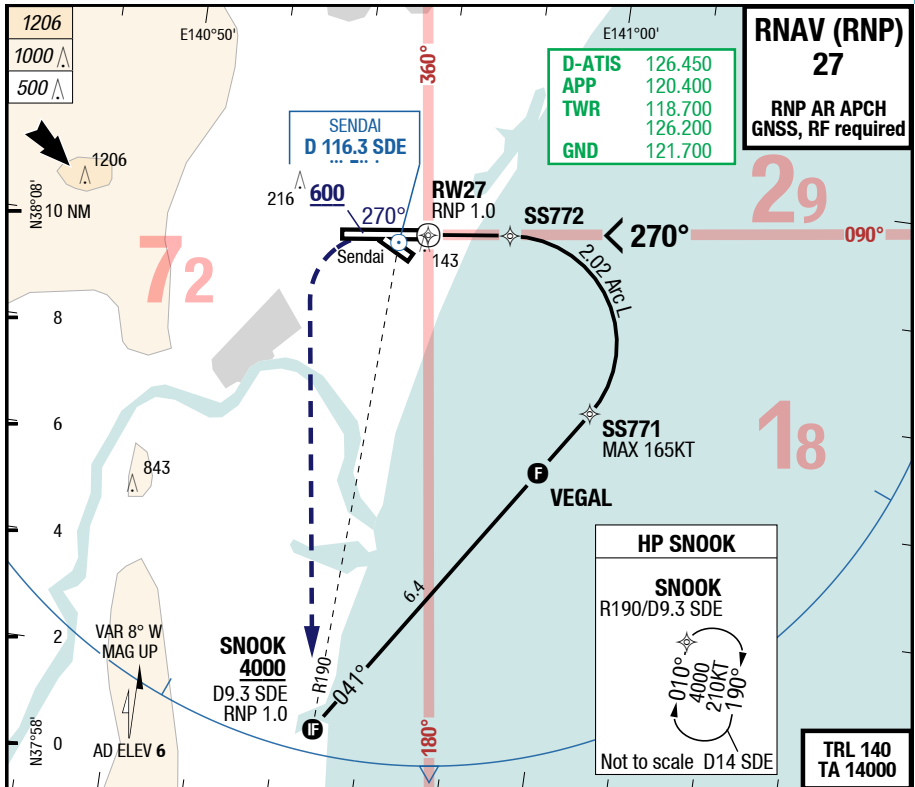 1206
1000
500
E140°50'
E141°00'
360°
D-ATIS 126.450
APP 120.400
TWR 118.700
126.200
GND 121.700
RNAV (RNP)
27
RNP AR APCH
GNSS, RF required
SENDAI
D 116.3 SDE
1206
N38°08'
10 NM
216
600
270°
RW27
RNP 1.0
SS772
270°
29
090°
Sendai
143
72
2.02 Arc L
8
6
SS771
MAX 165KT
18
843
VEGAL
4
HP SNOOK
SNOOK
R190/D9.3 SDE
010°
4000
210KT
190°
Not to scale D14 SDE
6.4
2
VAR 8° W
MAG UP
SNOOK
4000
D9.3 SDE
RNP 1.0
R190
041°
IF
F
N37°58'
0
AD ELEV 6
180°
TRL 140
TA 14000